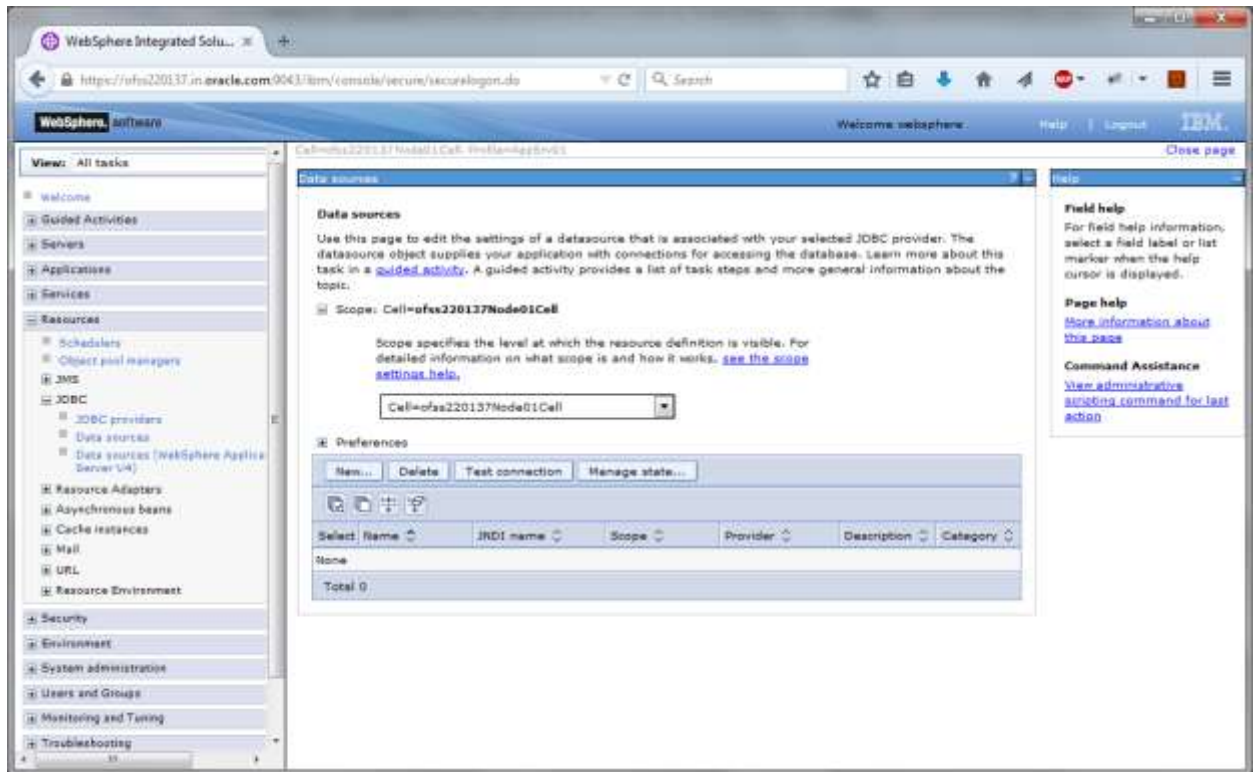 WebSphere Integrated Solu...
https://ofss220137.in.oracle.com:9043/ibm/console/secure/securelogon.do
Search
WebSphere. software
Welcome websphere
Help | Logout
IBM.
View: All tasks
Welcome
Guided Activities
Servers
Applications
Services
Resources
Schedulers
Object pool managers
JMS
JDBC
JDBC providers
Data sources
Data sources (WebSphere Applica
Server V4)
Resource Adapters
Asynchronous beans
Cache instances
Mail
URL
Resource Environment
Security
Environment
System administration
Users and Groups
Monitoring and Tuning
Troubleshooting
Cell=ofss220137Node01Cell, Profile=AppSrv01
Close page
Data sources
Data sources
Use this page to edit the settings of a datasource that is associated with your selected JDBC provider. The
datasource object supplies your application with connections for accessing the database. Learn more about this
task in a guided activity. A guided activity provides a list of task steps and more general information about the
topic.
Scope: Cell=ofss220137Node01Cell
Scope specifies the level at which the resource definition is visible. For
detailed information on what scope is and how it works, see the scope
settings help.
Cell=ofss220137Node01Cell
Preferences
New... Delete Test connection Manage state...
Select Name JNDI name Scope Provider Description Category
None
Total 0
Help
Field help
For field help information,
select a field label or list
marker when the help
cursor is displayed.
Page help
More information about
this page
Command Assistance
View administrative
scripting command for last
action